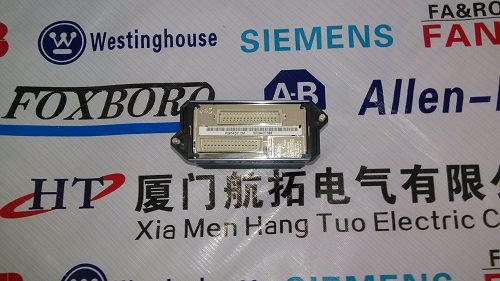 FA&RO
Westinghouse
SIEMENS
FAN
FOXBORO
A-B
Allen-
HT
厦门航拓电气有限
Xia Men Hang Tuo Electric C
Westinghouse
SIEMENS